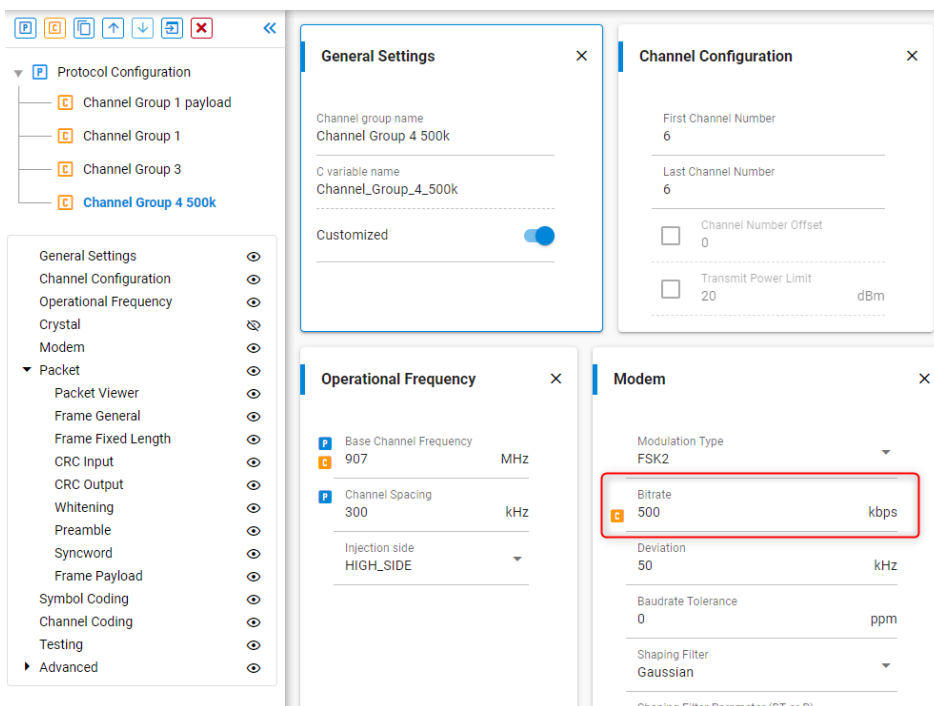 P C
Protocol Configuration
Channel Group 1 payload
Channel Group 1
Channel Group 3
Channel Group 4 500k
General Settings
Channel Configuration
Operational Frequency
Crystal
Modem
Packet
Packet Viewer
Frame General
Frame Fixed Length
CRC Input
CRC Output
Whitening
Preamble
Syncword
Frame Payload
Symbol Coding
Channel Coding
Testing
Advanced
General Settings
Channel group name
Channel Group 4 500k
C variable name
Channel_Group_4_500k
Customized
Channel Configuration
First Channel Number
6
Last Channel Number
6
Channel Number Offset
0
Transmit Power Limit
20 dBm
Operational Frequency
P Base Channel Frequency
C 907 MHz
P Channel Spacing
300 kHz
Injection side
HIGH_SIDE
Modem
Modulation Type
FSK2
Bitrate
C 500 kbps
Deviation
50 kHz
Baudrate Tolerance
0 ppm
Shaping Filter
Gaussian
Shaping Filter Parameter (BT or R)